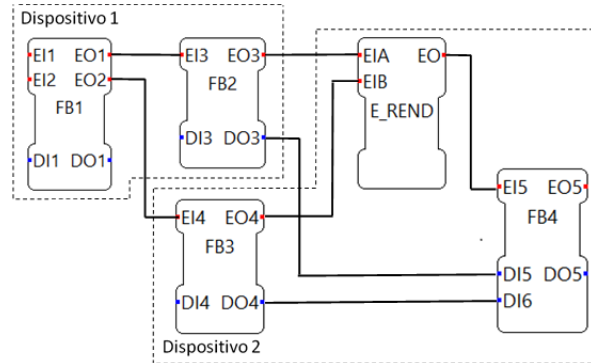 Dispositivo 1
EI1 EO1
EI2 EO2
FB1
DI1 DO1
EI3 EO3
FB2
DI3 DO3
EIA EO
EIB
E_REND
EI4 EO4
FB3
DI4 DO4
EI5 EO5
FB4
DI5 DO5
DI6
Dispositivo 2